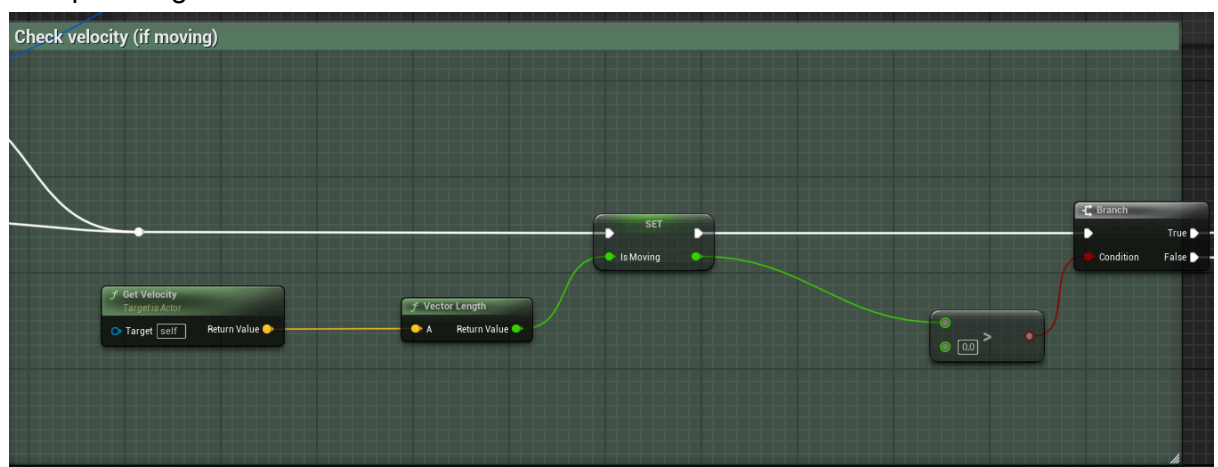 Check velocity (if moving)
SET
Is Moving
Branch
True
Condition
False
Get Velocity
Target is Actor
Target
self
Return Value
Vector Length
A
Return Value
0,0
>